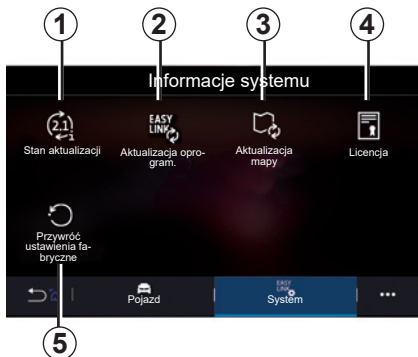 1 2 3 4
Informacje systemu
2.1
EASY
LINK
Stan aktualizacji
Aktualizacja opro-
gram.
Aktualizacja
mapy
Licencja
Przywróć
ustawienia fa-
bryczne
Pojazd
EASY
LINK
System
5